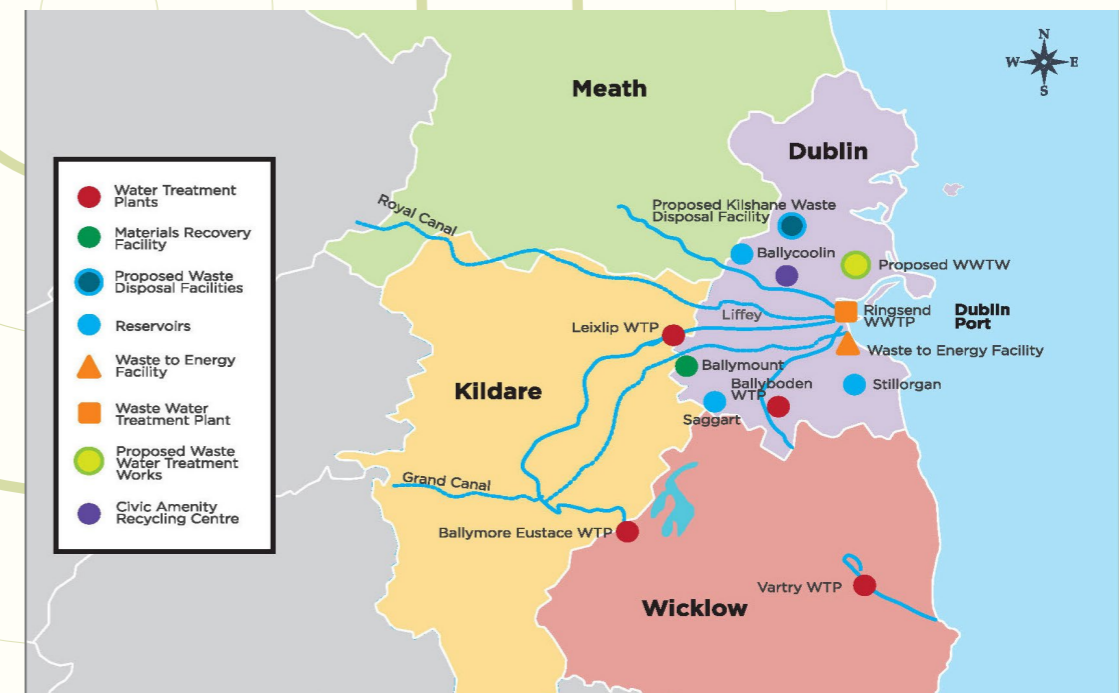 Meath
N
W
E
S
Dublin
Water Treatment
Plants
Materials Recovery
Facility
Proposed Waste
Disposal Facilities
Reservoirs
Waste to Energy
Facility
Waste Water
Treatment Plant
Proposed Waste
Water Treatment
Works
Civic Amenity
Recycling Centre
Royal Canal
Proposed Kilshane Waste
Disposal Facility
Ballycoolin
Proposed WWTW
Liffey
Ringsend
WWTP
Dublin
Port
Leixlip WTP
Waste to Energy Facility
Ballymount
Kildare
Ballyboden
WTP
Stillorgan
Saggart
Grand Canal
Ballymore Eustace WTP
Vartry WTP
Wicklow